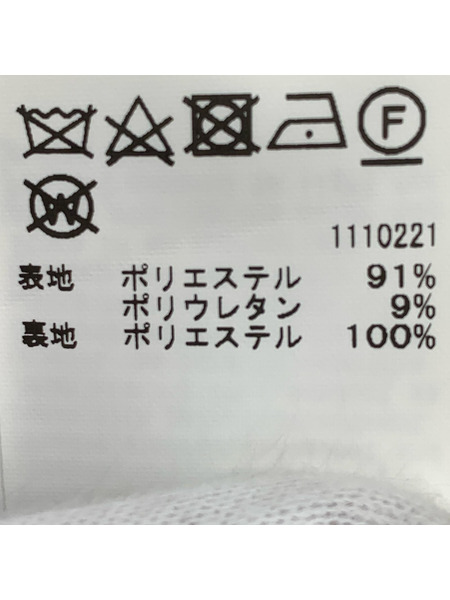 F
W
1110221
表地 ポリエステル 91%
ポリウレタン 9%
裏地 ポリエステル 100%